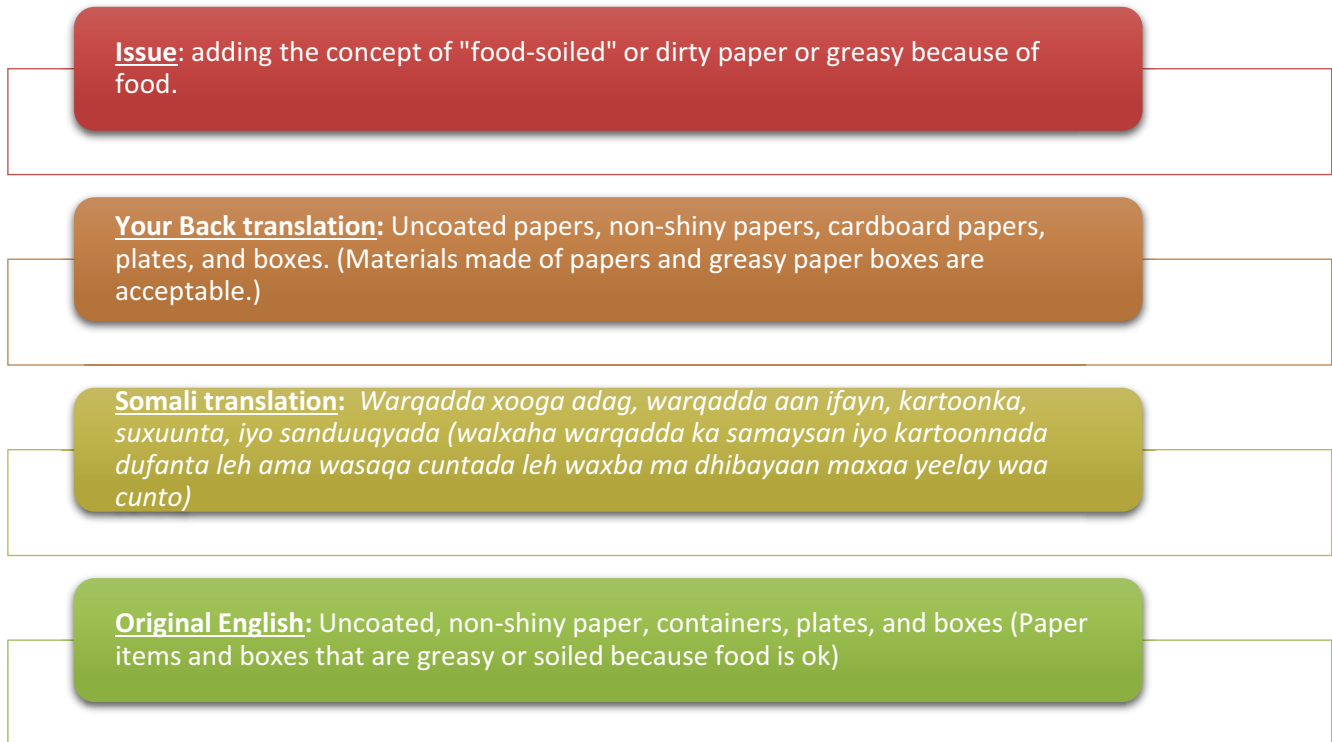 Issue: adding the concept of "food-soiled" or dirty paper or greasy because of
food.
Your Back translation: Uncoated papers, non-shiny papers, cardboard papers,
plates, and boxes. (Materials made of papers and greasy paper boxes are
acceptable.)
Somali translation: Warqadda xooga adag, warqadda aan ifayn, kartoonka,
suxuunta, iyo sanduuqyada (walxaha warqadda ka samaysan iyo kartoonnada
dufanta leh ama wasaqa cuntada leh waxba ma dhibayaan maxaa yeelay waa
cunto)
Original English: Uncoated, non-shiny paper, containers, plates, and boxes (Paper
items and boxes that are greasy or soiled because food is ok)